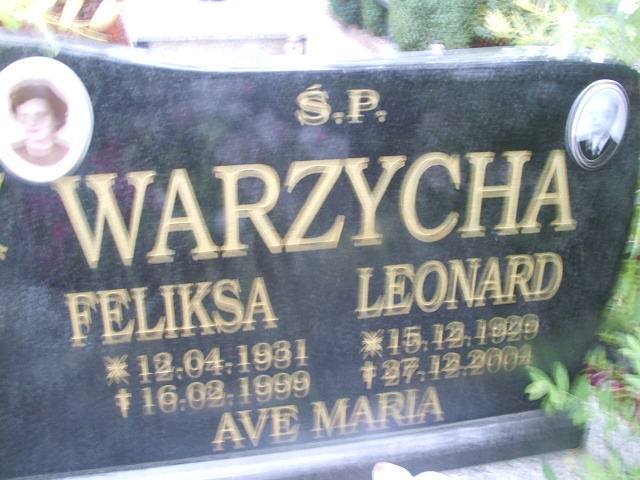 Ś.P.
WARZYCHA
FELIKSA
* 12.04.1931
† 16.02.1999
LEONARD
* 15.12.1929
† 27.12.2004
AVE MARIA